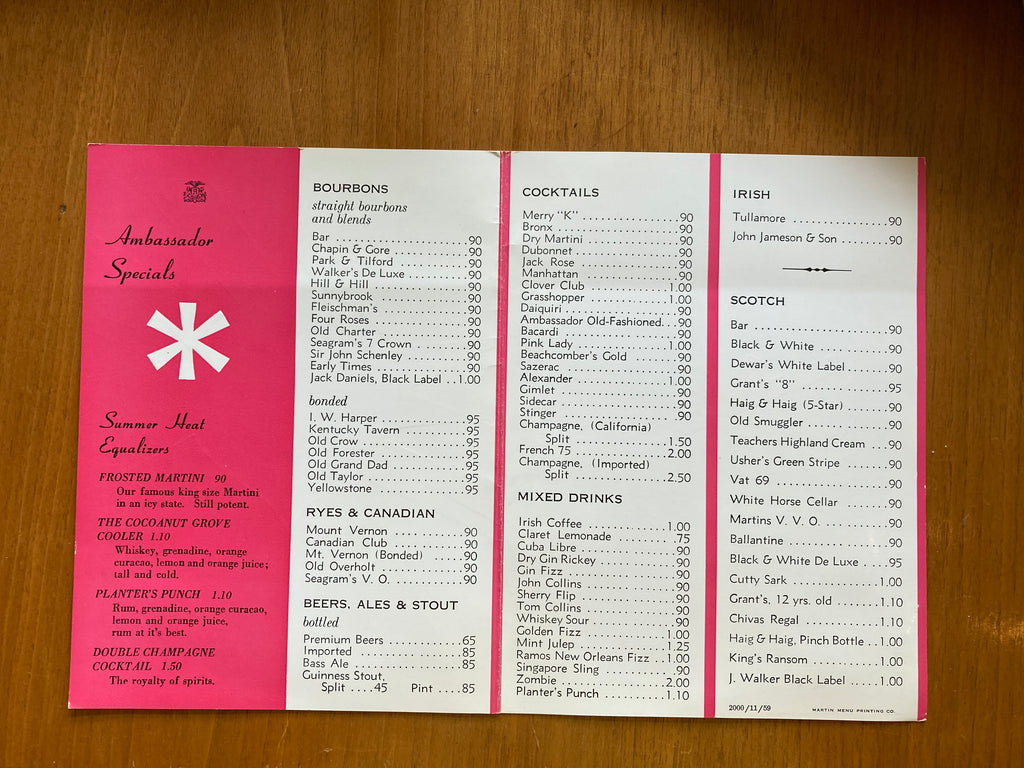 Ambassador
Specials
Summer Heat
Equalizers
FROSTED MARTINI 90
Our famous king size Martini
in an icy state. Still potent.
THE COCOANUT GROVE
COOLER 1.10
Whiskey, grenadine, orange
curacao, lemon and orange juice;
tall and cold.
PLANTER'S PUNCH 1.10
Rum, grenadine, orange curacao,
lemon and orange juice,
rum at it's best.
DOUBLE CHAMPAGNE
COCKTAIL 1.50
The royalty of spirits.
BOURBONS
straight bourbons
and blends
Bar ....................90
Chapin & Gore ..............90
Park & Tilford ..............90
Walker's De Luxe ...........90
Hill & Hill ..................90
Sunnybrook ................90
Fleischman's ...............90
Four Roses .................90
Old Charter ................90
Seagram's 7 Crown .........90
Sir John Schenley ...........90
Early Times ................90
Jack Daniels, Black Label ..1.00
bonded
I. W. Harper ...............95
Kentucky Tavern ...........95
Old Crow ..................95
Old Forester ...............95
Old Grand Dad .............95
Old Taylor .................95
Yellowstone ................95
RYES & CANADIAN
Mount Vernon .............90
Canadian Club .............90
Mt. Vernon (Bonded) .......90
Old Overholt ...............90
Seagram's V. O. ............90
BEERS, ALES & STOUT
bottled
Premium Beers .............65
Imported ..................85
Bass Ale ...................85
Guinness Stout,
Split ....45 Pint ....85
COCKTAILS
Merry "K" .................90
Bronx .....................90
Dry Martini ................90
Dubonnet ..................90
Jack Rose ..................90
Manhattan .................90
Clover Club ...............1.00
Grasshopper ..............1.00
Daiquiri ...................90
Ambassador Old-Fashioned...90
Bacardi ....................90
Pink Lady ................1.00
Beachcomber's Gold ........90
Sazerac ....................90
Alexander ................1.00
Gimlet .....................90
Sidecar ....................90
Stinger ....................90
Champagne, (California)
Split ..................1.50
French 75 .................2.00
Champagne, (Imported)
Split ..................2.50
MIXED DRINKS
Irish Coffee ..............1.00
Claret Lemonade ............75
Cuba Libre .................90
Dry Gin Rickey ..............90
Gin Fizz ...................90
John Collins ................90
Sherry Flip .................90
Tom Collins ................90
Whiskey Sour ...............90
Golden Fizz ...............1.00
Mint Julep ................1.25
Ramos New Orleans Fizz ...1.00
Singapore Sling .............90
Zombie ...................2.00
Planter's Punch ............1.10
IRISH
Tullamore .................90
John Jameson & Son ........90
SCOTCH
Bar .......................90
Black & White ..............90
Dewar's White Label ........90
Grant's "8" ................95
Haig & Haig (5-Star) ........90
Old Smuggler ...............90
Teachers Highland Cream ...90
Usher's Green Stripe ........90
Vat 69 .....................90
White Horse Cellar ..........90
Martins V. V. O. ............90
Ballantine ..................90
Black & White De Luxe ......95
Cutty Sark ................1.00
Grant's, 12 yrs. old .......1.10
Chivas Regal ..............1.10
Haig & Haig, Pinch Bottle ..1.00
King's Ransom .............1.00
J. Walker Black Label ......1.00
2000/11/59
MARTIN MENU PRINTING CO.